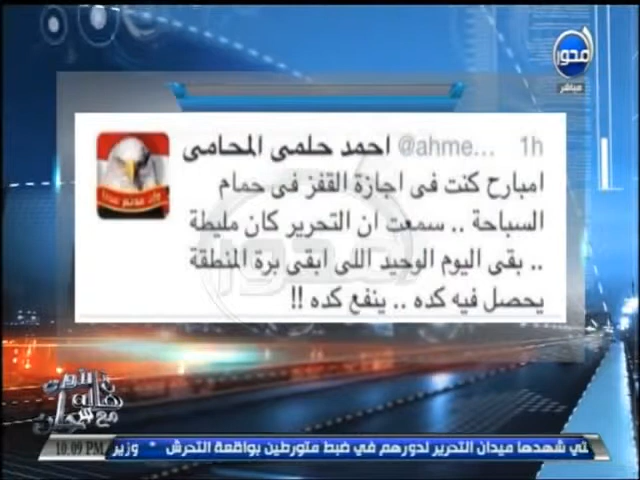 محور
مباشر
احمد حلمى المحامى @ahme... 1h
امبارح كنت فى اجازة القفز فى حمام
السباحة .. سمعت ان التحرير كان مليطة
.. بقى اليوم الوحيد اللى ابقى برة المنطقة
يحصل فيه كده .. ينفع كده !!
10:09 PM تي شهدها ميدان التحرير لدورهم في ضبط متورطين بواقعة التحرش * وزير